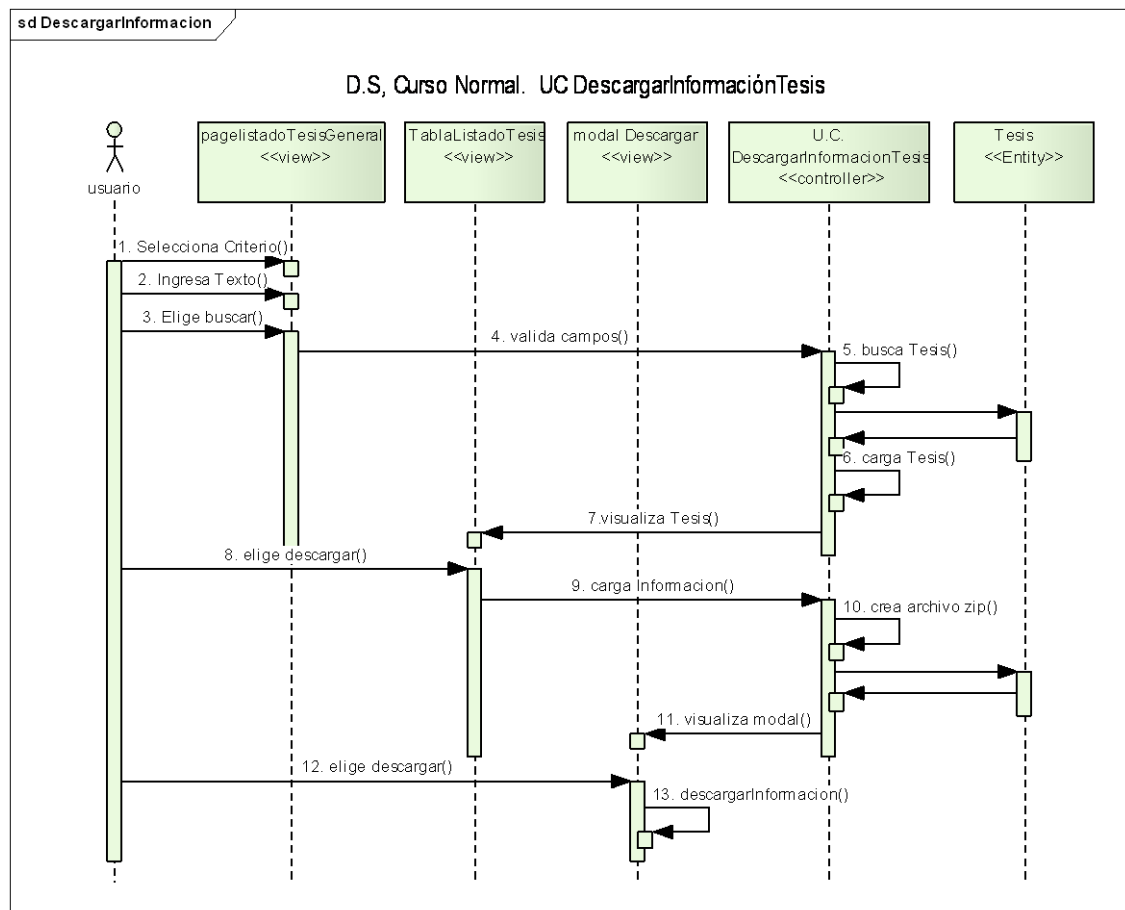 sd DescargarInformacion
D.S, Curso Normal. UC DescargarInformaciónTesis
usuario
pagelistadoTesisGeneral
<<view>>
TablaListadoTesis
<<view>>
modal Descargar
<<view>>
U.C.
DescargarInformacionTesis
<<controller>>
Tesis
<<Entity>>
1. Selecciona Criterio()
2. Ingresa Texto()
3. Elige buscar()
4. valida campos()
5. busca Tesis()
6. carga Tesis()
7.visualiza Tesis()
8. elige descargar()
9. carga Informacion()
10. crea archivo zip()
11. visualiza modal()
12. elige descargar()
13. descargarInformacion()